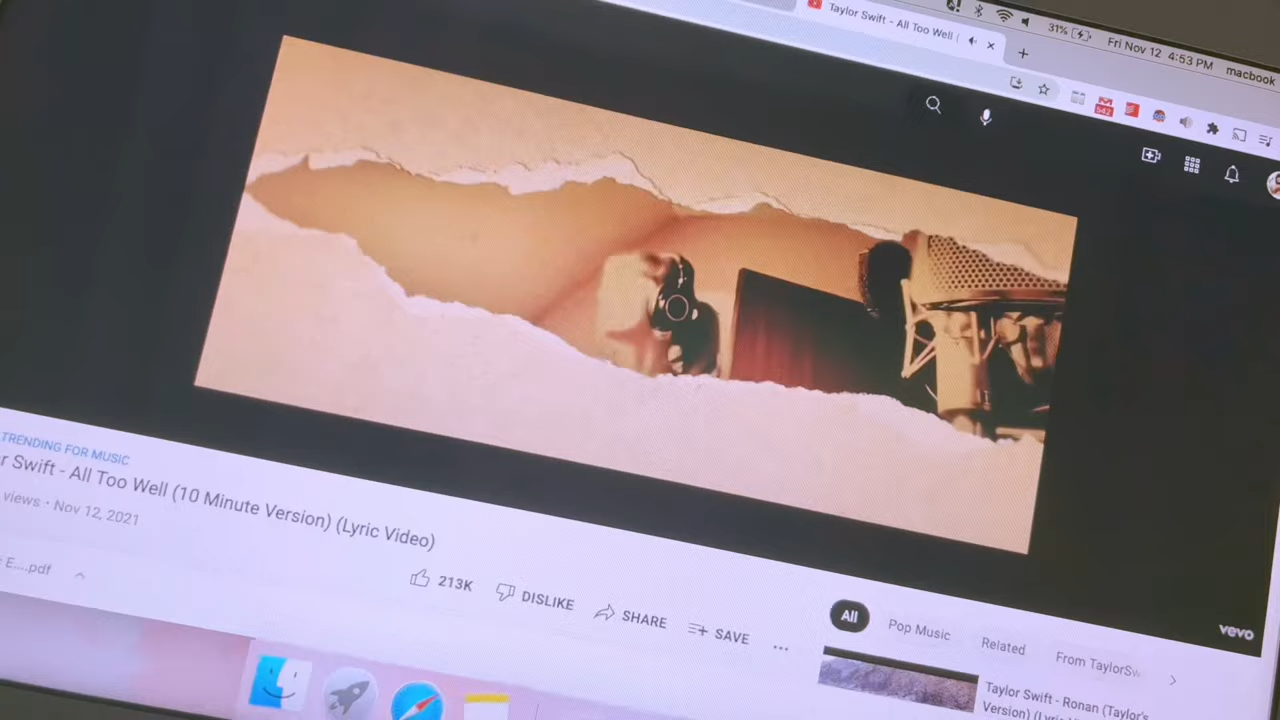 Taylor Swift - All Too Well (
31%
Fri Nov 12 4:53 PM
macbook
542
TRENDING FOR MUSIC
r Swift - All Too Well (10 Minute Version) (Lyric Video)
views • Nov 12, 2021
E....pdf
213K
DISLIKE
SHARE
SAVE
All
Pop Music
Related
From TaylorSw
vevo
Taylor Swift - Ronan (Taylor's
Version) (Lyric